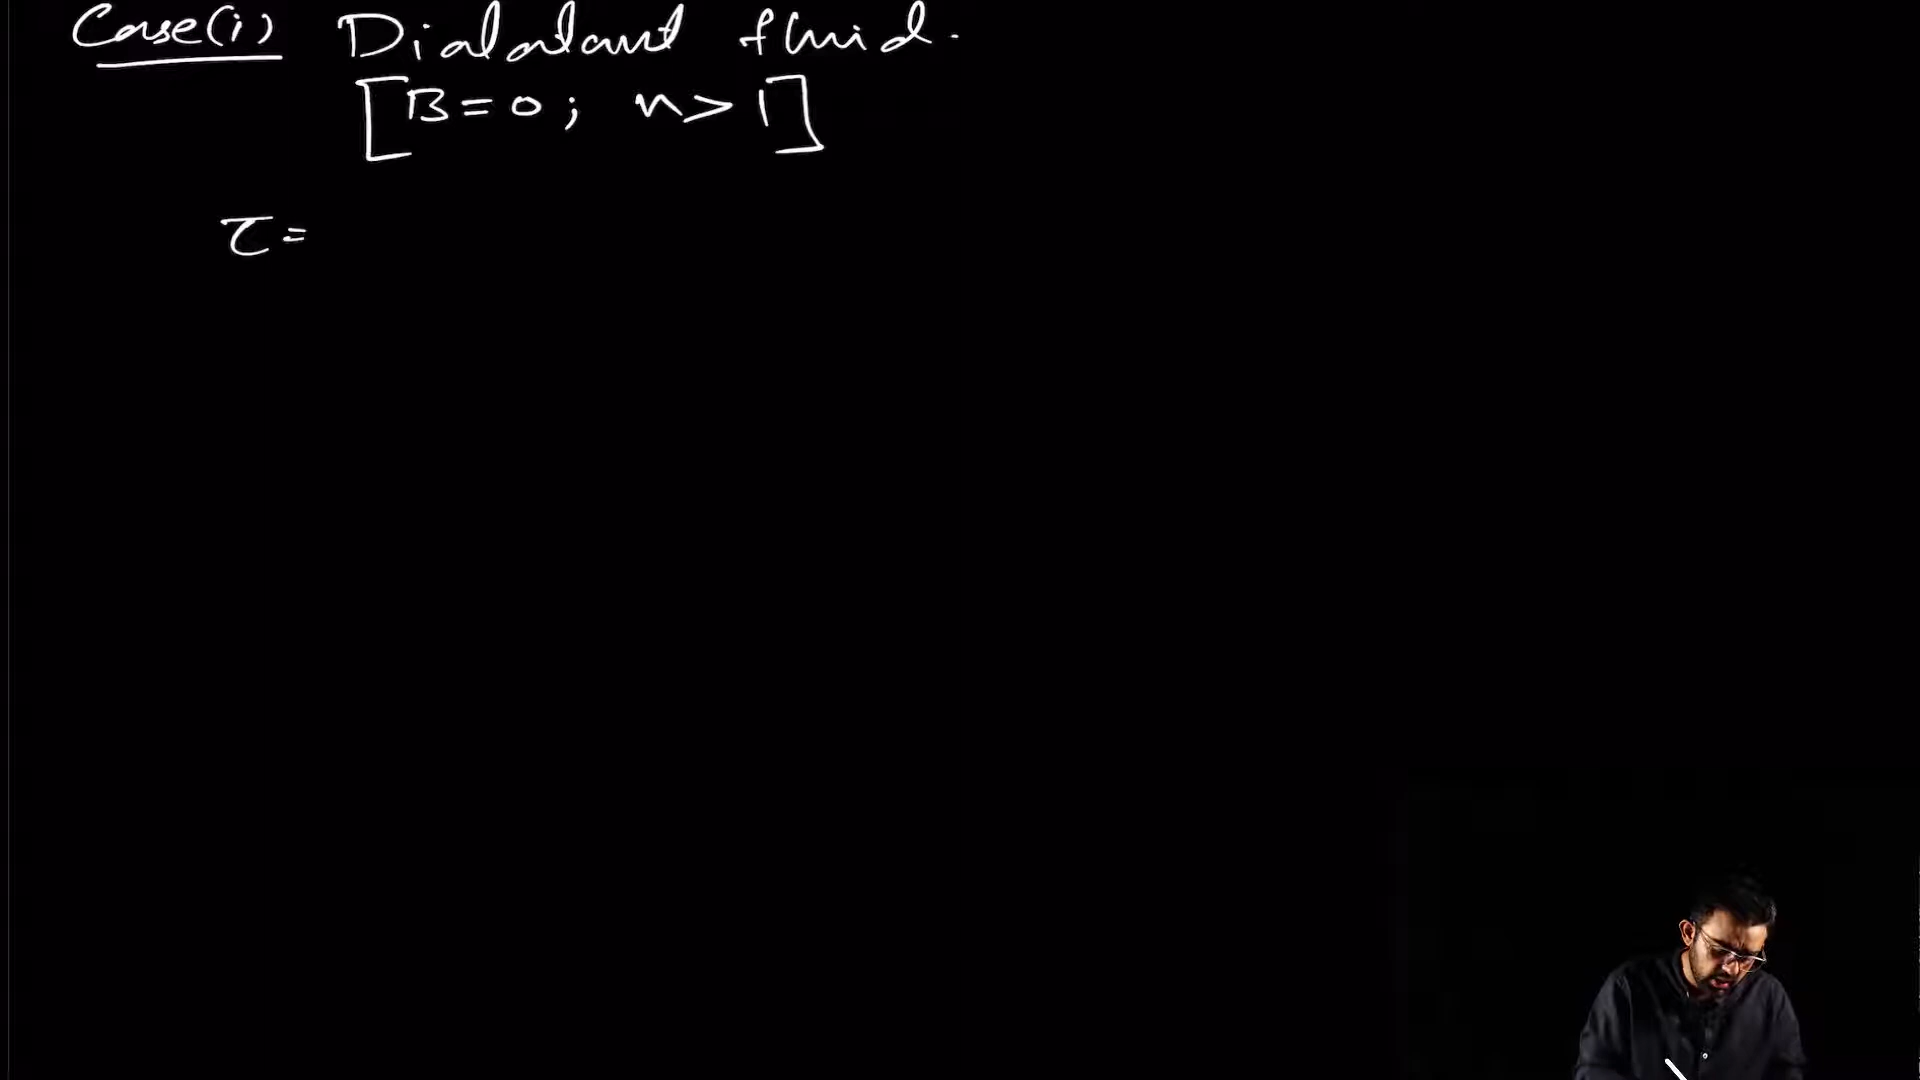 Case(i) Dialatant fluid.
[B=0; n>1]
τ=